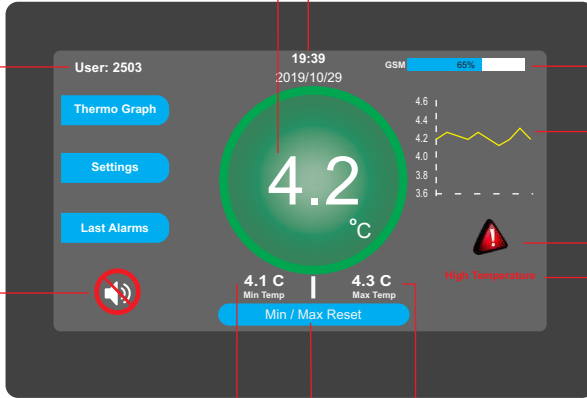 User: 2503
19:39
2019/10/29
GSM 65%
Thermo Graph
Settings
Last Alarms
4.2
°C
4.6
4.4
4.2
4.0
3.8
3.6
High Temperature
4.1 C
Min Temp
4.3 C
Max Temp
Min / Max Reset